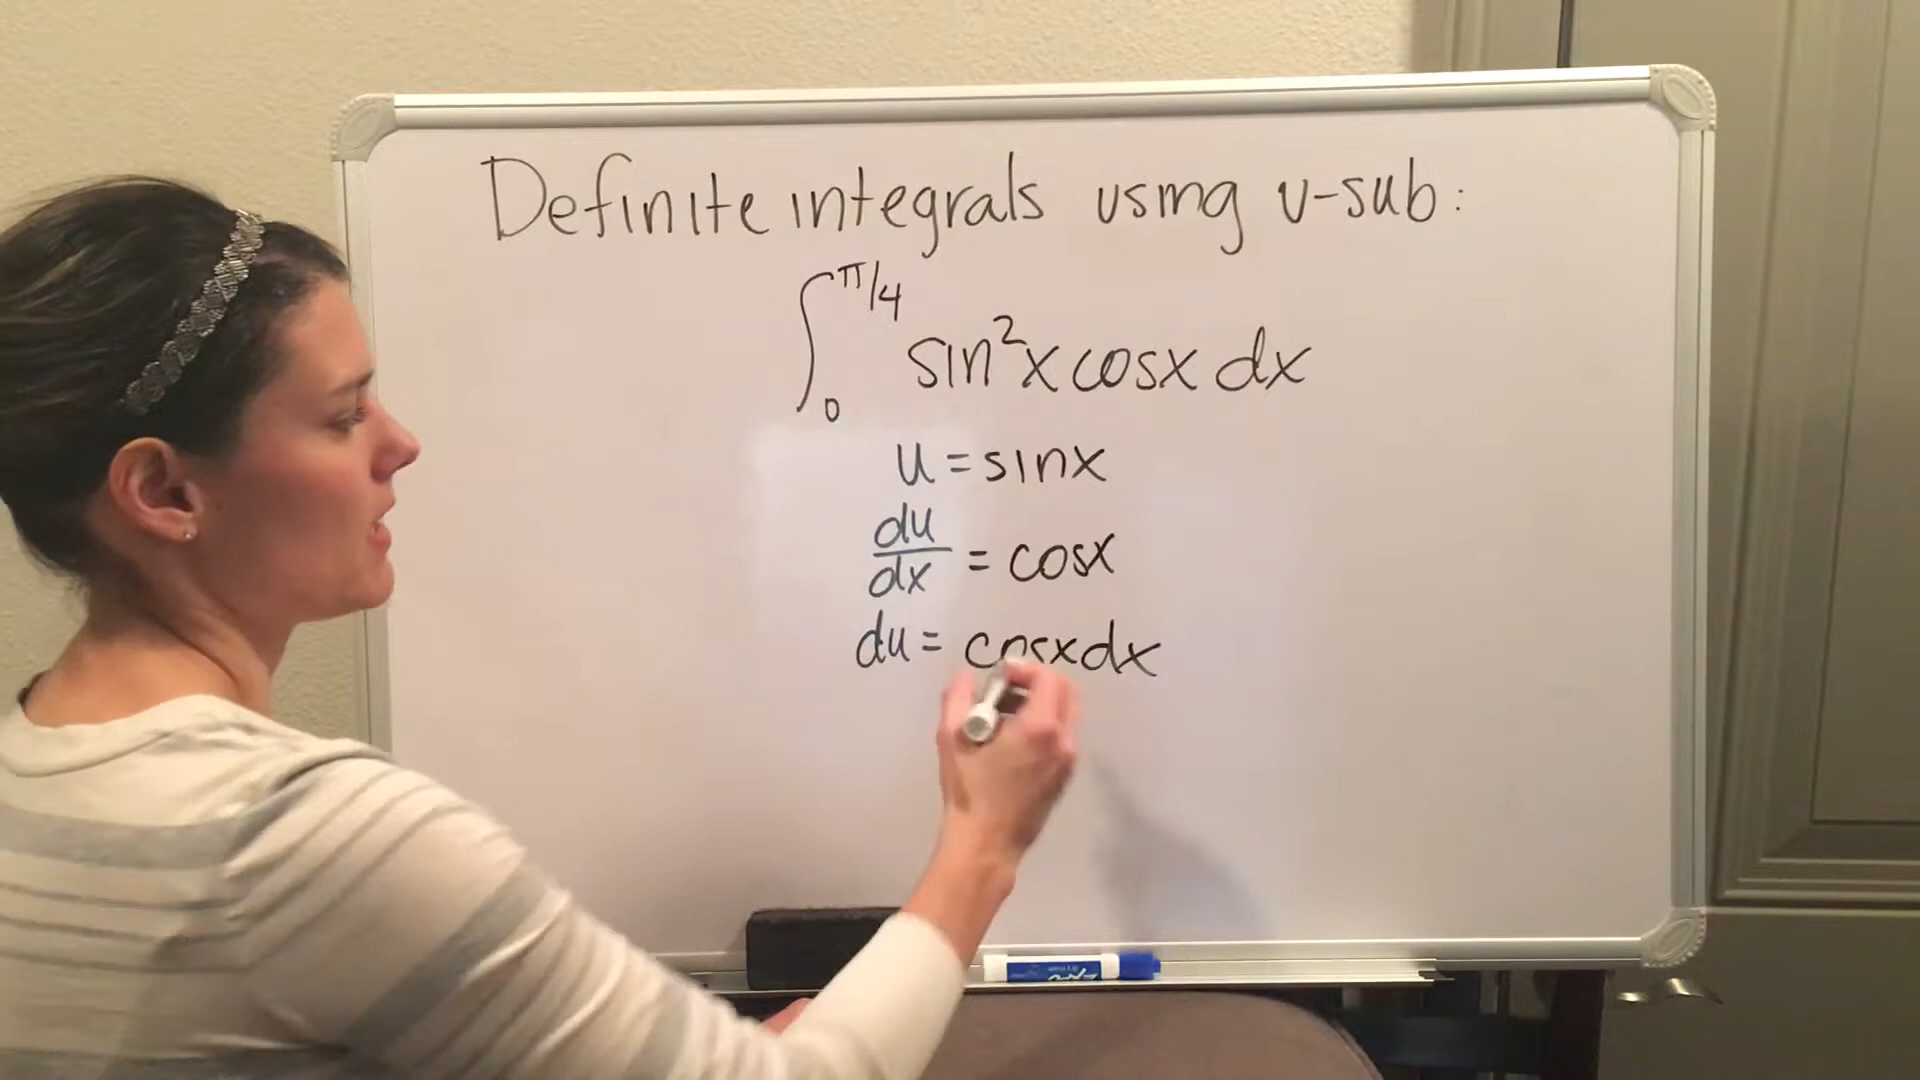 Definite integrals using u-sub:
∫₀^π/4 sin²x cosx dx
u = sinx
du/dx = cosx
du = cosxdx